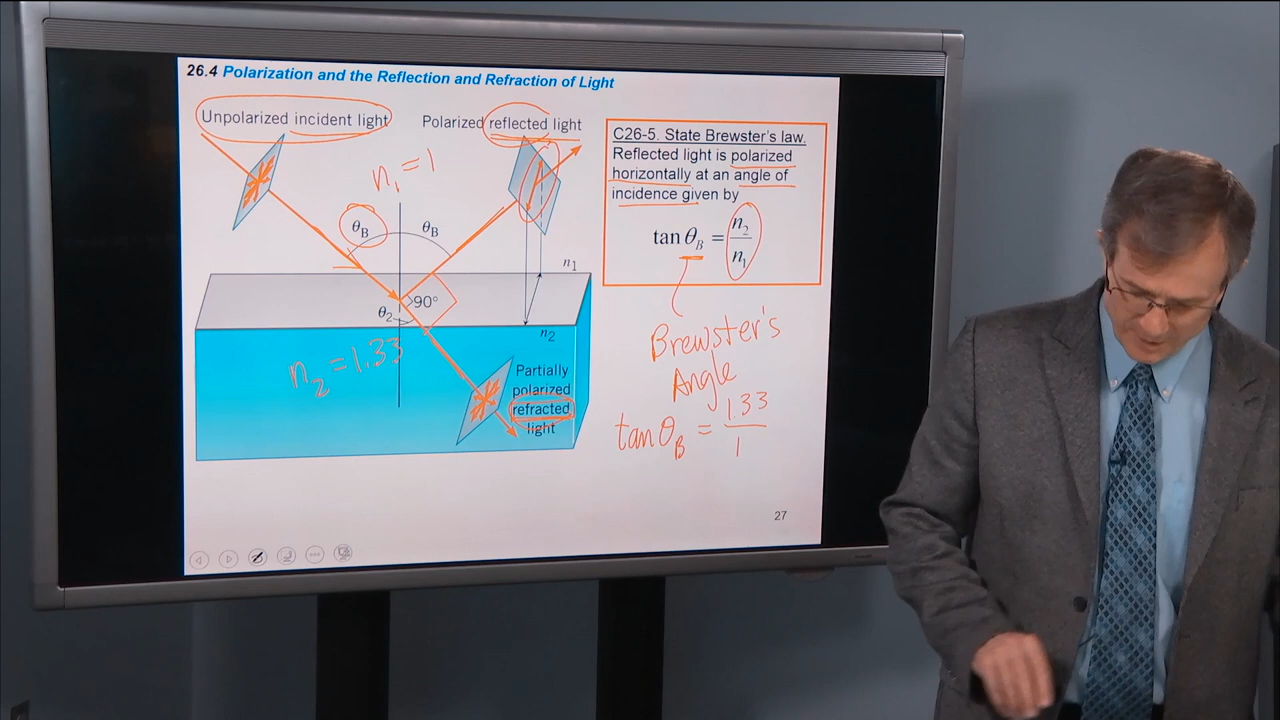 26.4 Polarization and the Reflection and Refraction of Light
Unpolarized incident light
Polarized reflected light
n₁ = 1
θB
θB
n₁
90°
θ₂
n₂
n₂ = 1.33
Partially
polarized
refracted
light
C26-5. State Brewster's law.
Reflected light is polarized
horizontally at an angle of
incidence given by
tan θB = n₂/n₁
Brewster's
Angle
tan θB = 1.33/1
27